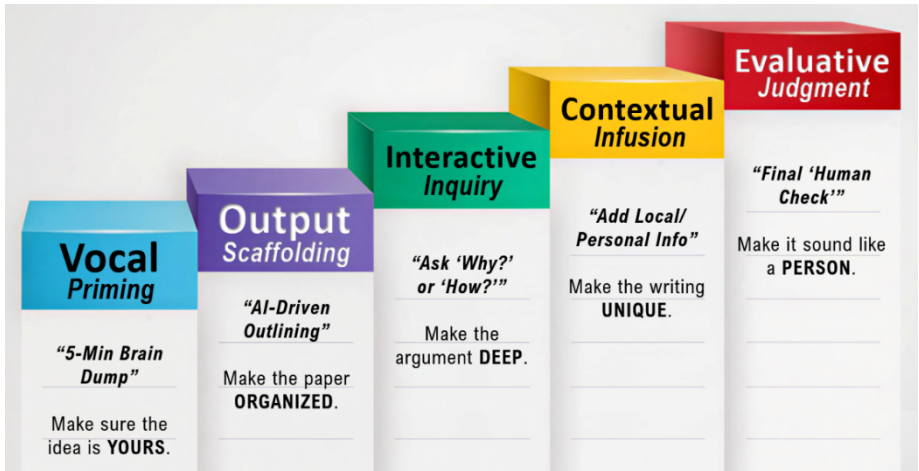 Vocal
Priming
“5-Min Brain
Dump”
Make sure the
idea is YOURS.
Output
Scaffolding
“AI-Driven
Outlining”
Make the paper
ORGANIZED.
Interactive
Inquiry
“Ask ‘Why?’
or ‘How?’”
Make the
argument DEEP.
Contextual
Infusion
“Add Local/
Personal Info”
Make the writing
UNIQUE.
Evaluative
Judgment
“Final ‘Human
Check’”
Make it sound like
a PERSON.